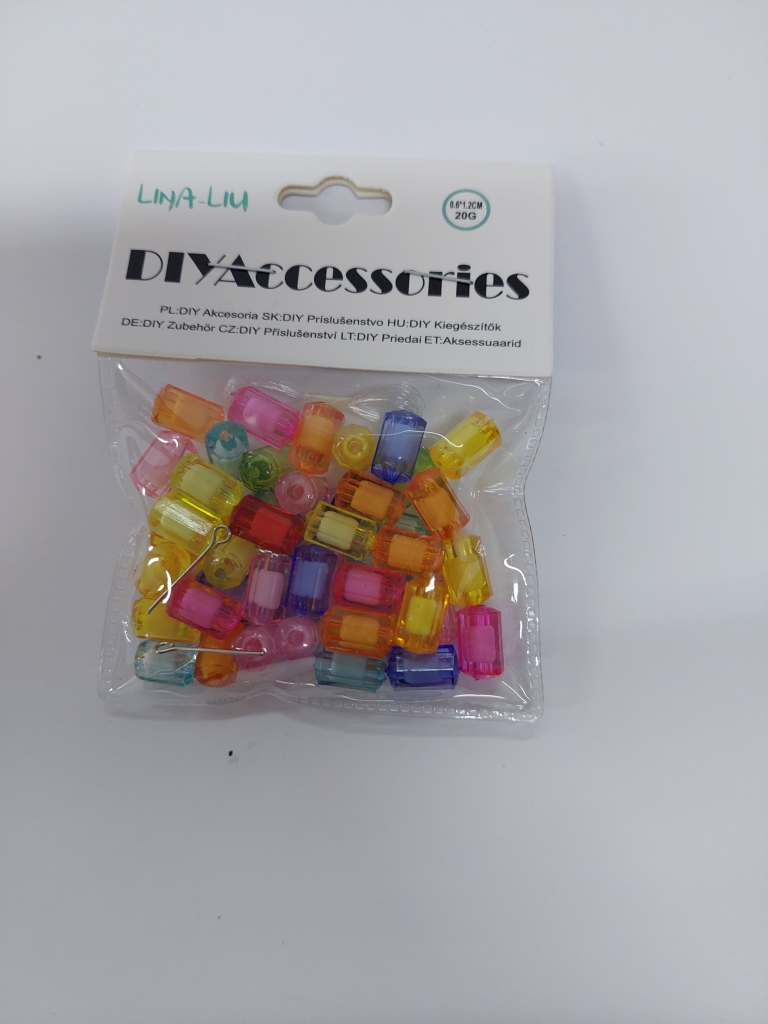 LINA-LIU
0.6*1.2CM
20G
DIYAccessories
PL:DIY Akcesoria SK:DIY Príslušenstvo HU:DIY Kiegészítők
DE:DIY Zubehör CZ:DIY Příslušenství LT:DIY Priedai ET:Aksessuaarid